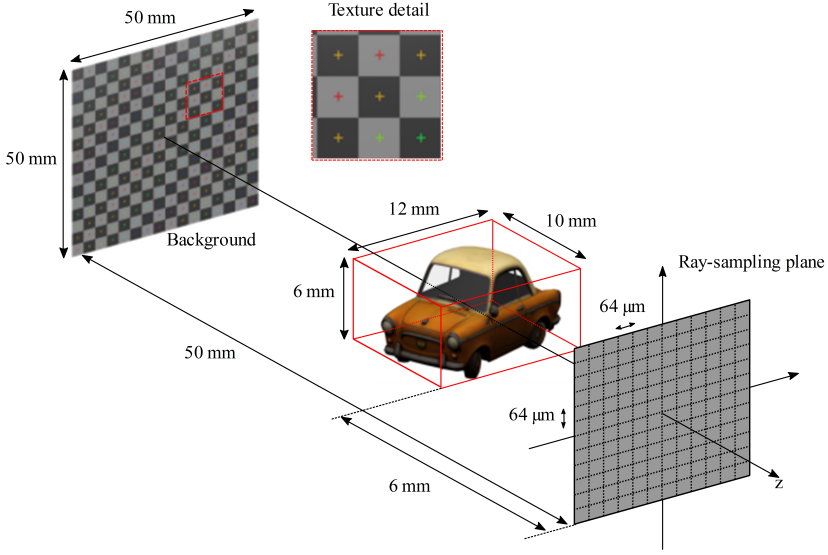 50 mm
Texture detail
50 mm
Background
12 mm
10 mm
6 mm
Ray-sampling plane
64 μm
50 mm
64 μm
6 mm
z